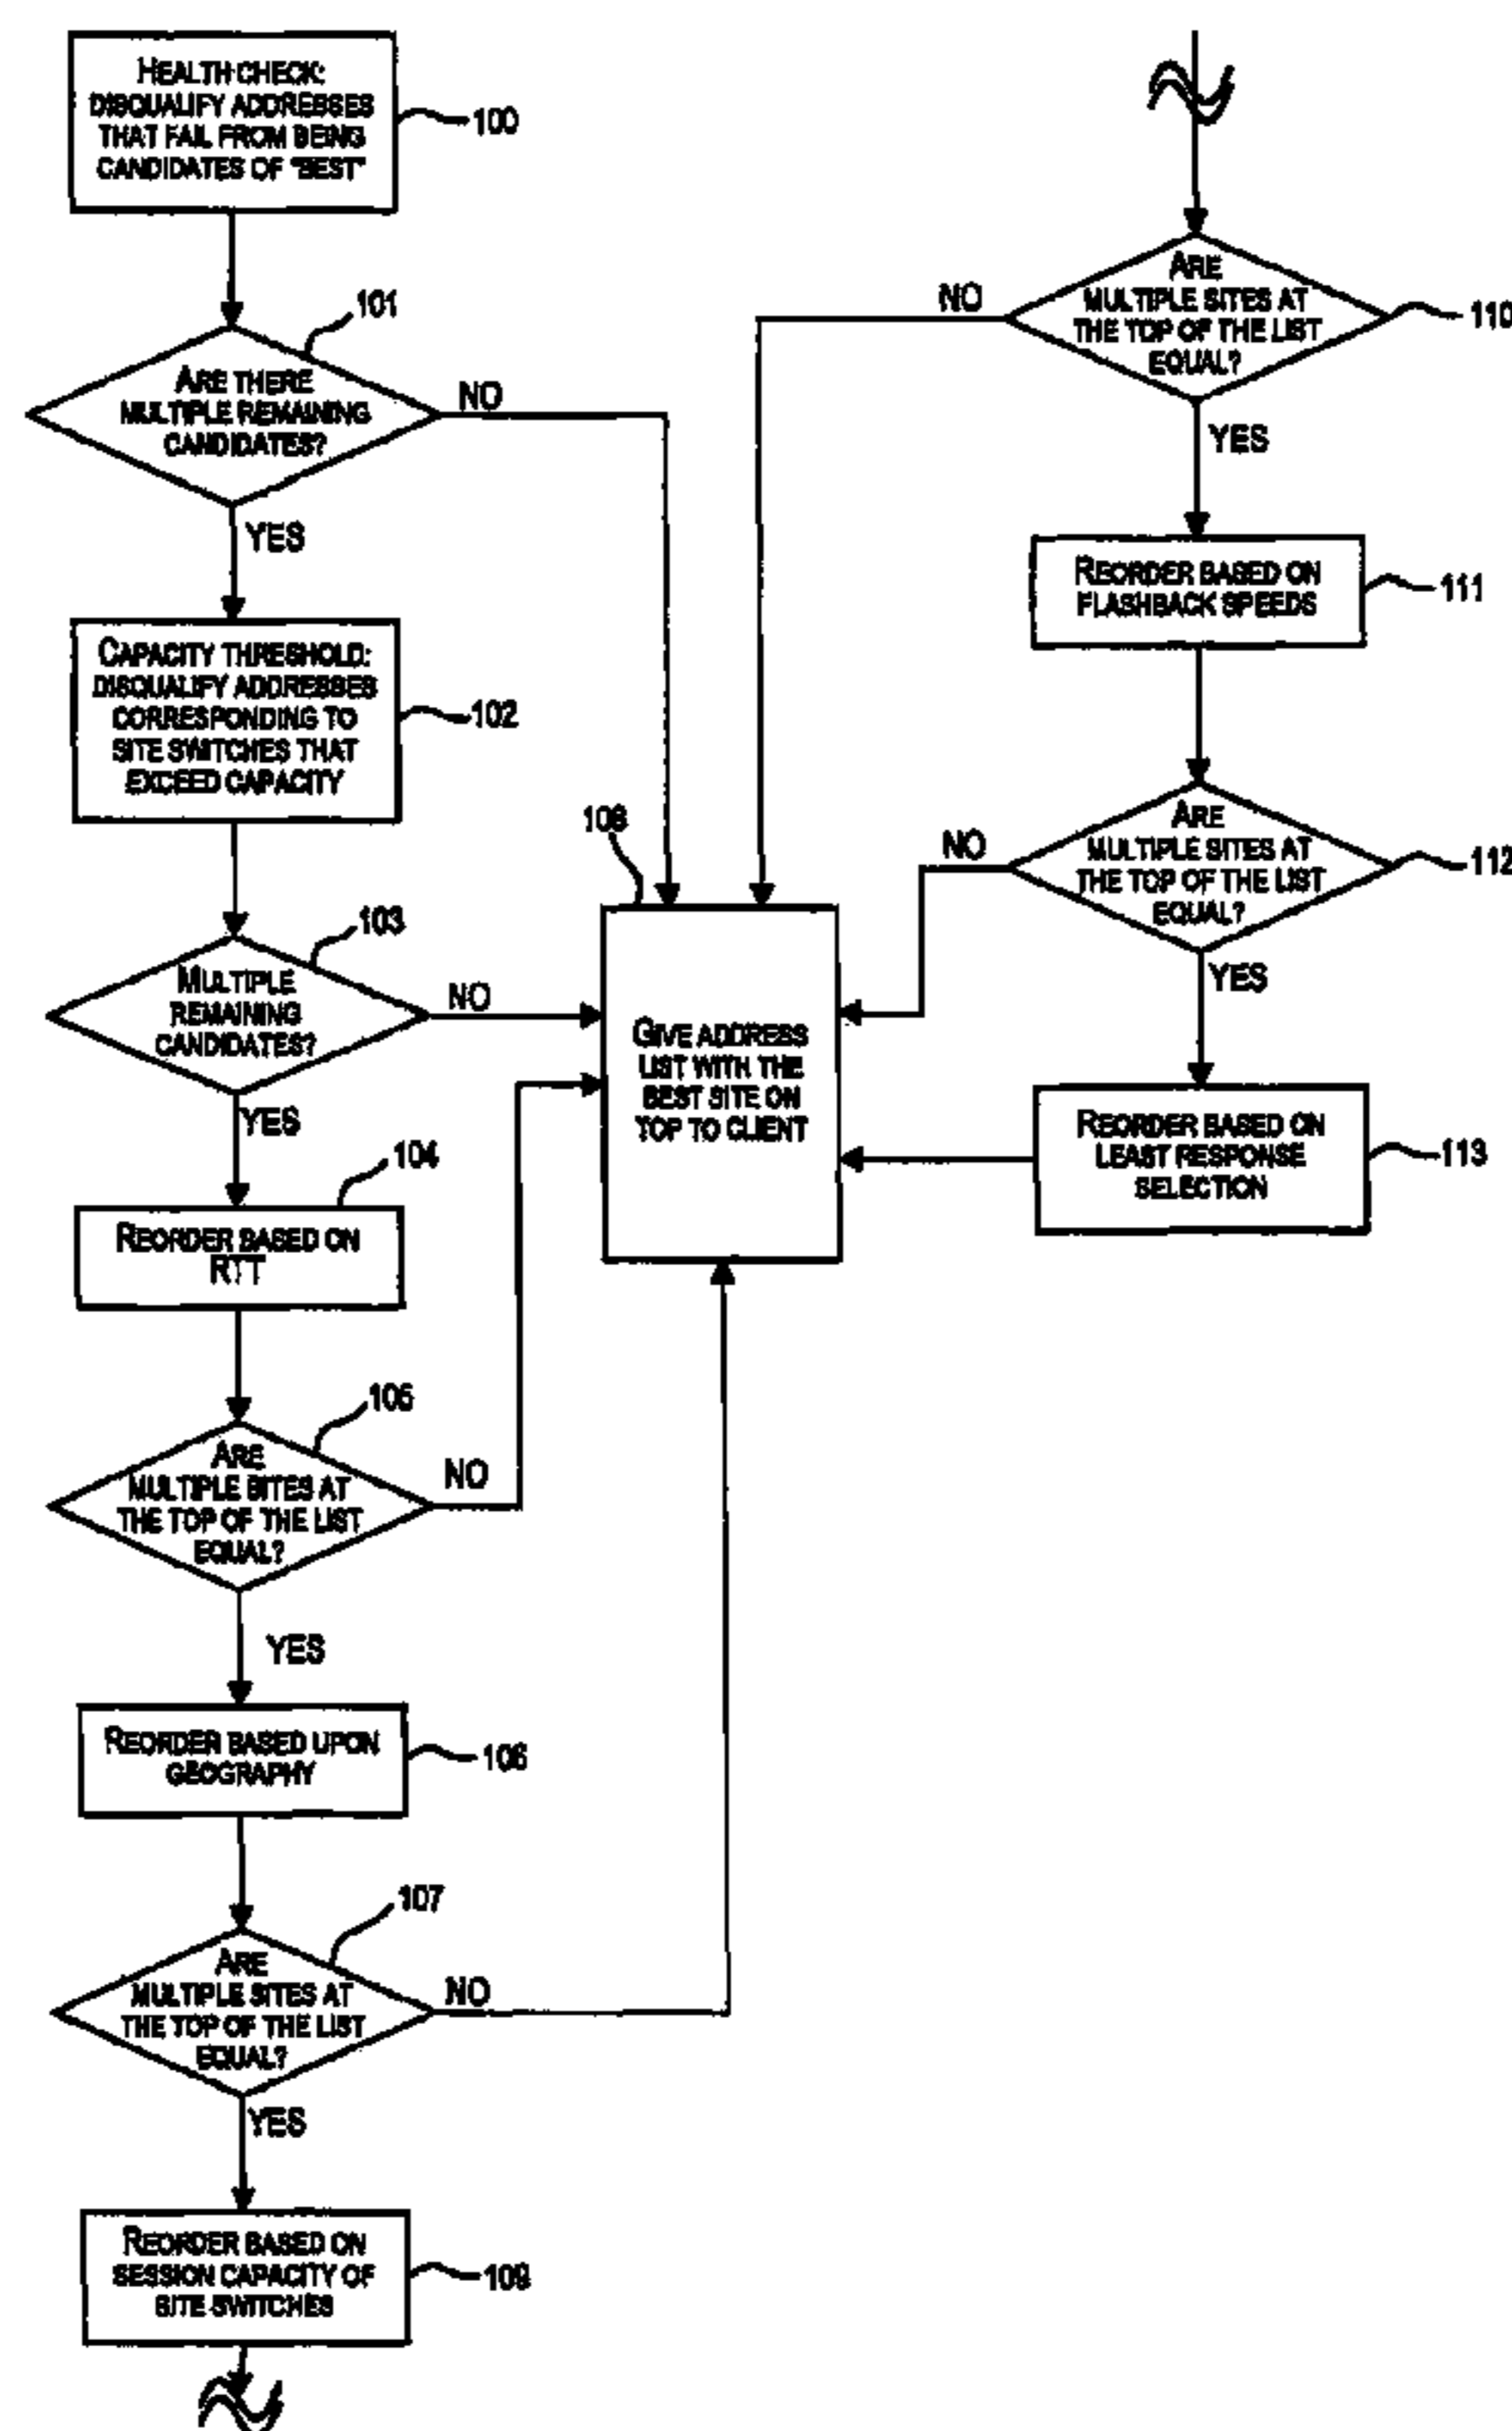 HEALTH CHECK:
DISQUALIFY ADDRESSES
THAT FAIL FROM BEING
CANDIDATES OF "BEST"
100
101
ARE THERE
MULTIPLE REMAINING
CANDIDATES?
NO
YES
CAPACITY THRESHOLD:
DISQUALIFY ADDRESSES
CORRESPONDING TO
SITE SWITCHES THAT
EXCEED CAPACITY
102
103
MULTIPLE
REMAINING
CANDIDATES?
NO
YES
104
REORDER BASED ON
RTT
105
ARE
MULTIPLE SITES AT
THE TOP OF THE LIST
EQUAL?
NO
YES
REORDER BASED UPON
GEOGRAPHY
106
107
ARE
MULTIPLE SITES AT
THE TOP OF THE LIST
EQUAL?
NO
YES
REORDER BASED ON
SESSION CAPACITY OF
SITE SWITCHES
109
108
GIVE ADDRESS
LIST WITH THE
BEST SITE ON
TOP TO CLIENT
ARE
MULTIPLE SITES AT
THE TOP OF THE LIST
EQUAL?
110
NO
YES
REORDER BASED ON
FLASHBACK SPEEDS
111
ARE
MULTIPLE SITES AT
THE TOP OF THE LIST
EQUAL?
112
NO
YES
REORDER BASED ON
LEAST RESPONSE
SELECTION
113